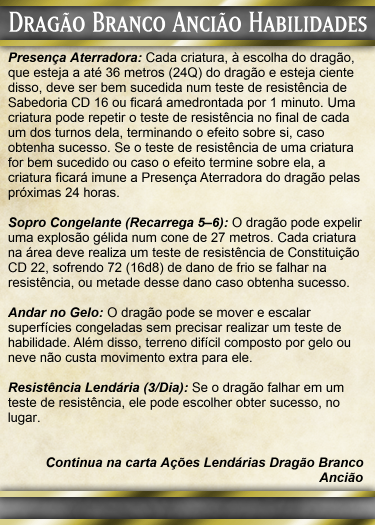 Dragão Branco Ancião Habilidades
Presença Aterradora: Cada criatura, à escolha do dragão,
que esteja a até 36 metros (24Q) do dragão e esteja ciente
disso, deve ser bem sucedida num teste de resistência de
Sabedoria CD 16 ou ficará amedrontada por 1 minuto. Uma
criatura pode repetir o teste de resistência no final de cada
um dos turnos dela, terminando o efeito sobre si, caso
obtenha sucesso. Se o teste de resistência de uma criatura
for bem sucedido ou caso o efeito termine sobre ela, a
criatura ficará imune a Presença Aterradora do dragão pelas
próximas 24 horas.
Sopro Congelante (Recarrega 5–6): O dragão pode expelir
uma explosão gélida num cone de 27 metros. Cada criatura
na área deve realiza um teste de resistência de Constituição
CD 22, sofrendo 72 (16d8) de dano de frio se falhar na
resistência, ou metade desse dano caso obtenha sucesso.
Andar no Gelo: O dragão pode se mover e escalar
superfícies congeladas sem precisar realizar um teste de
habilidade. Além disso, terreno difícil composto por gelo ou
neve não custa movimento extra para ele.
Resistência Lendária (3/Dia): Se o dragão falhar em um
teste de resistência, ele pode escolher obter sucesso, no
lugar.
Continua na carta Ações Lendárias Dragão Branco
Ancião